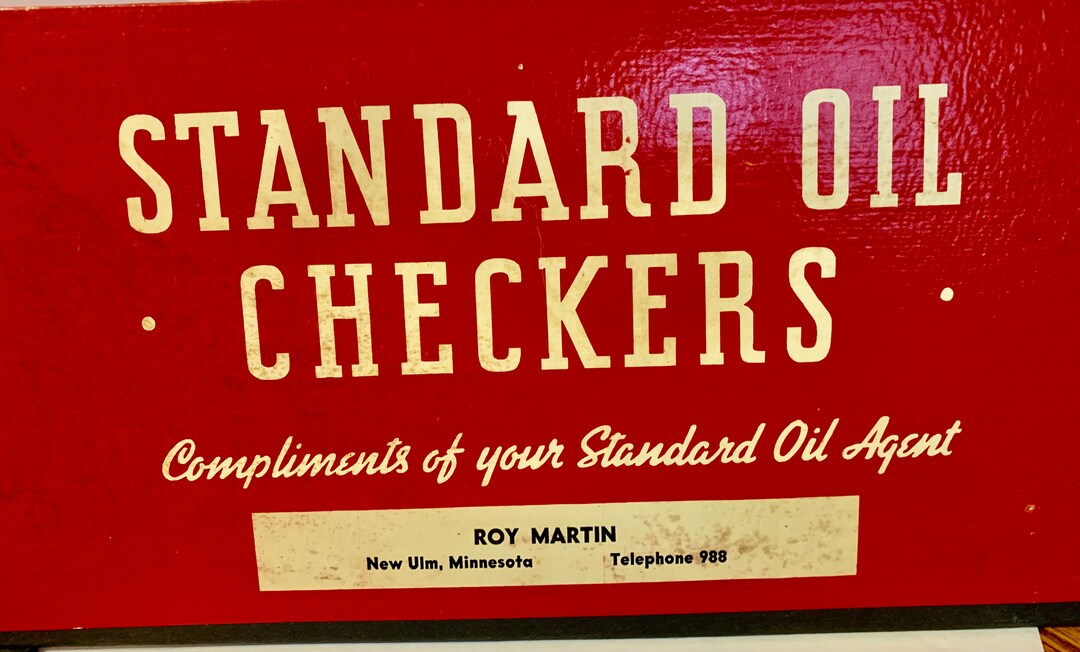 STANDARD OIL
CHECKERS
Compliments of your Standard Oil Agent
ROY MARTIN
New Ulm, Minnesota Telephone 988